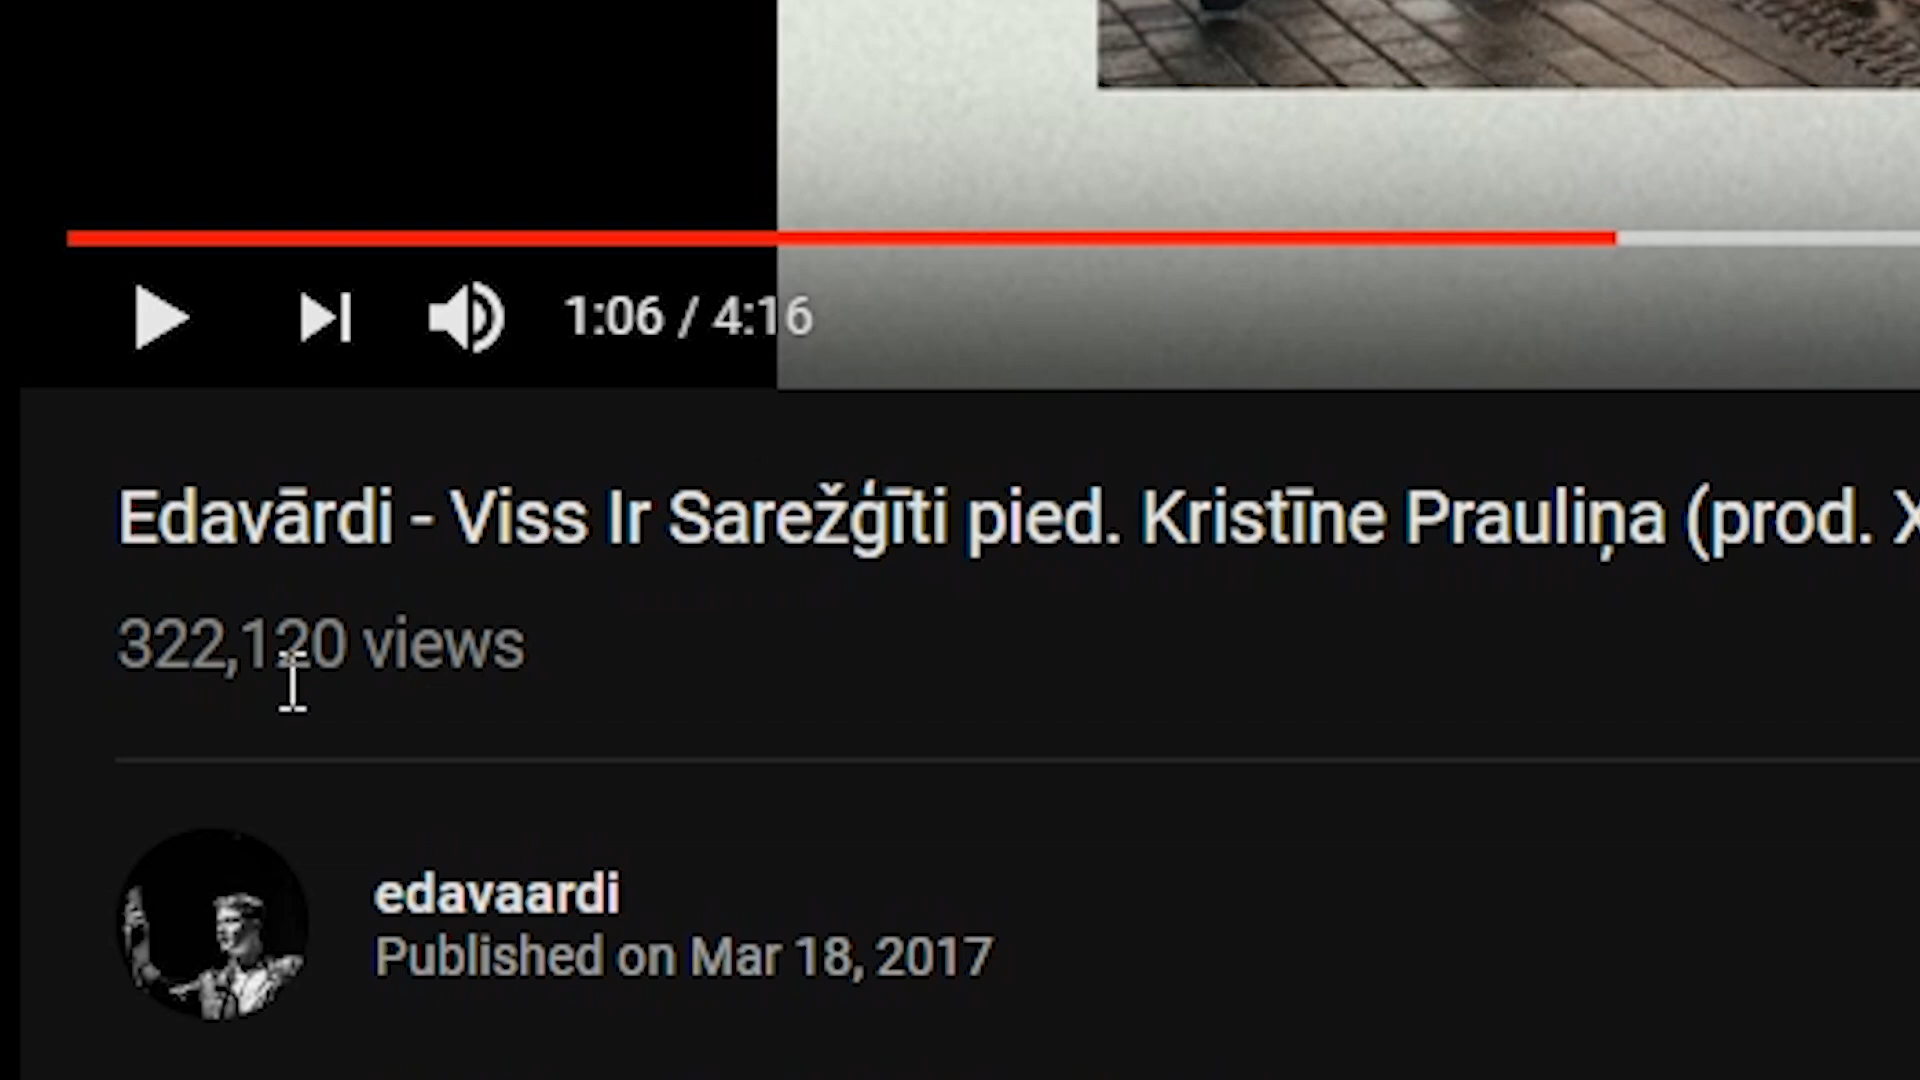 1:06 / 4:16
Edavārdi - Viss Ir Sarežģīti pied. Kristīne Prauliņa (prod. X
322,120 views
edavaardi
Published on Mar 18, 2017